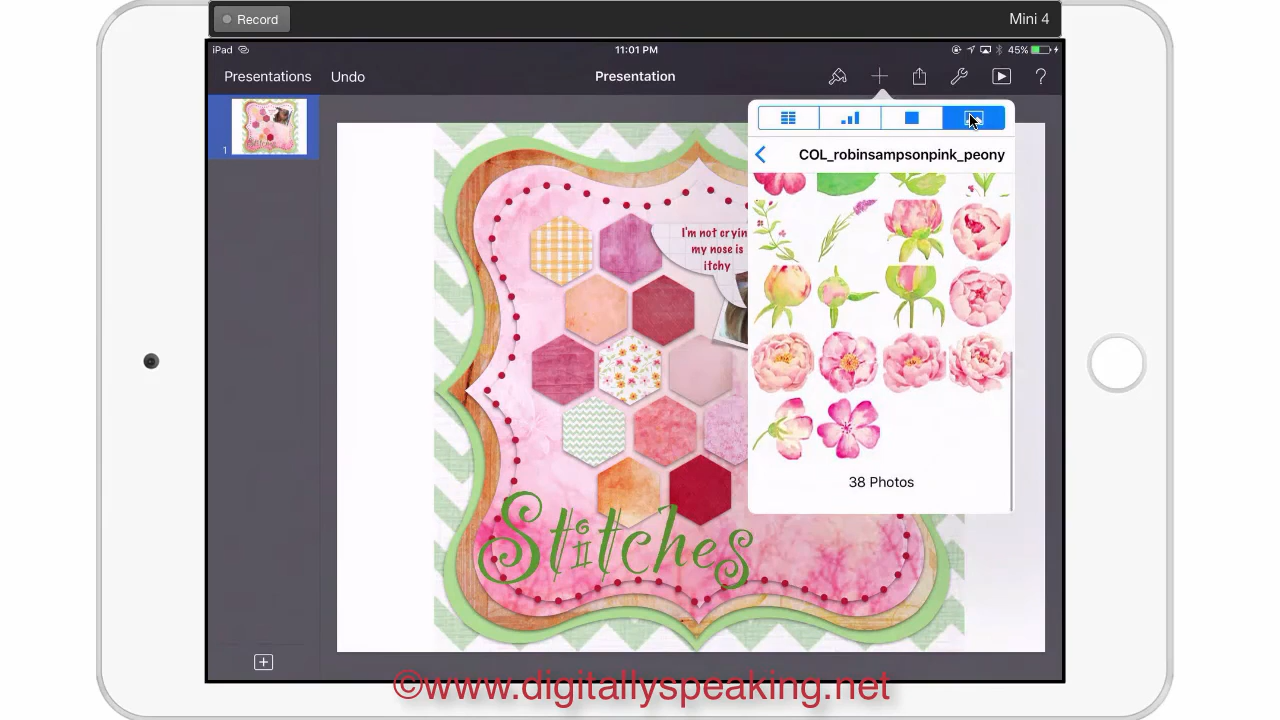 Record
Mini 4
iPad
11:01 PM
45%
Presentations
Undo
Presentation
?
1
COL_robinsampsonpink_peony
I'm not cryin
my nose is
itchy
38 Photos
Stitches
©www.digitallyspeaking.net